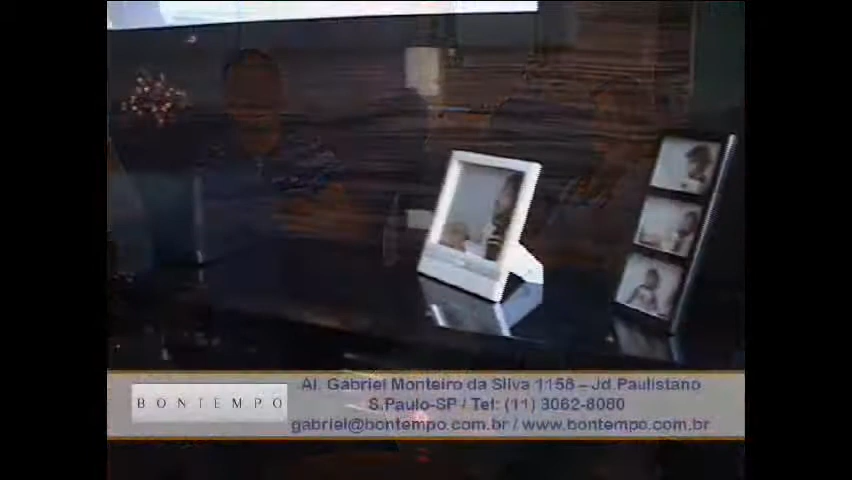 BONTEMPO
Al. Gabriel Monteiro da Silva 1158 – Jd.Paulistano
S.Paulo-SP / Tel: (11) 3062-8080
gabriel@bontempo.com.br / www.bontempo.com.br